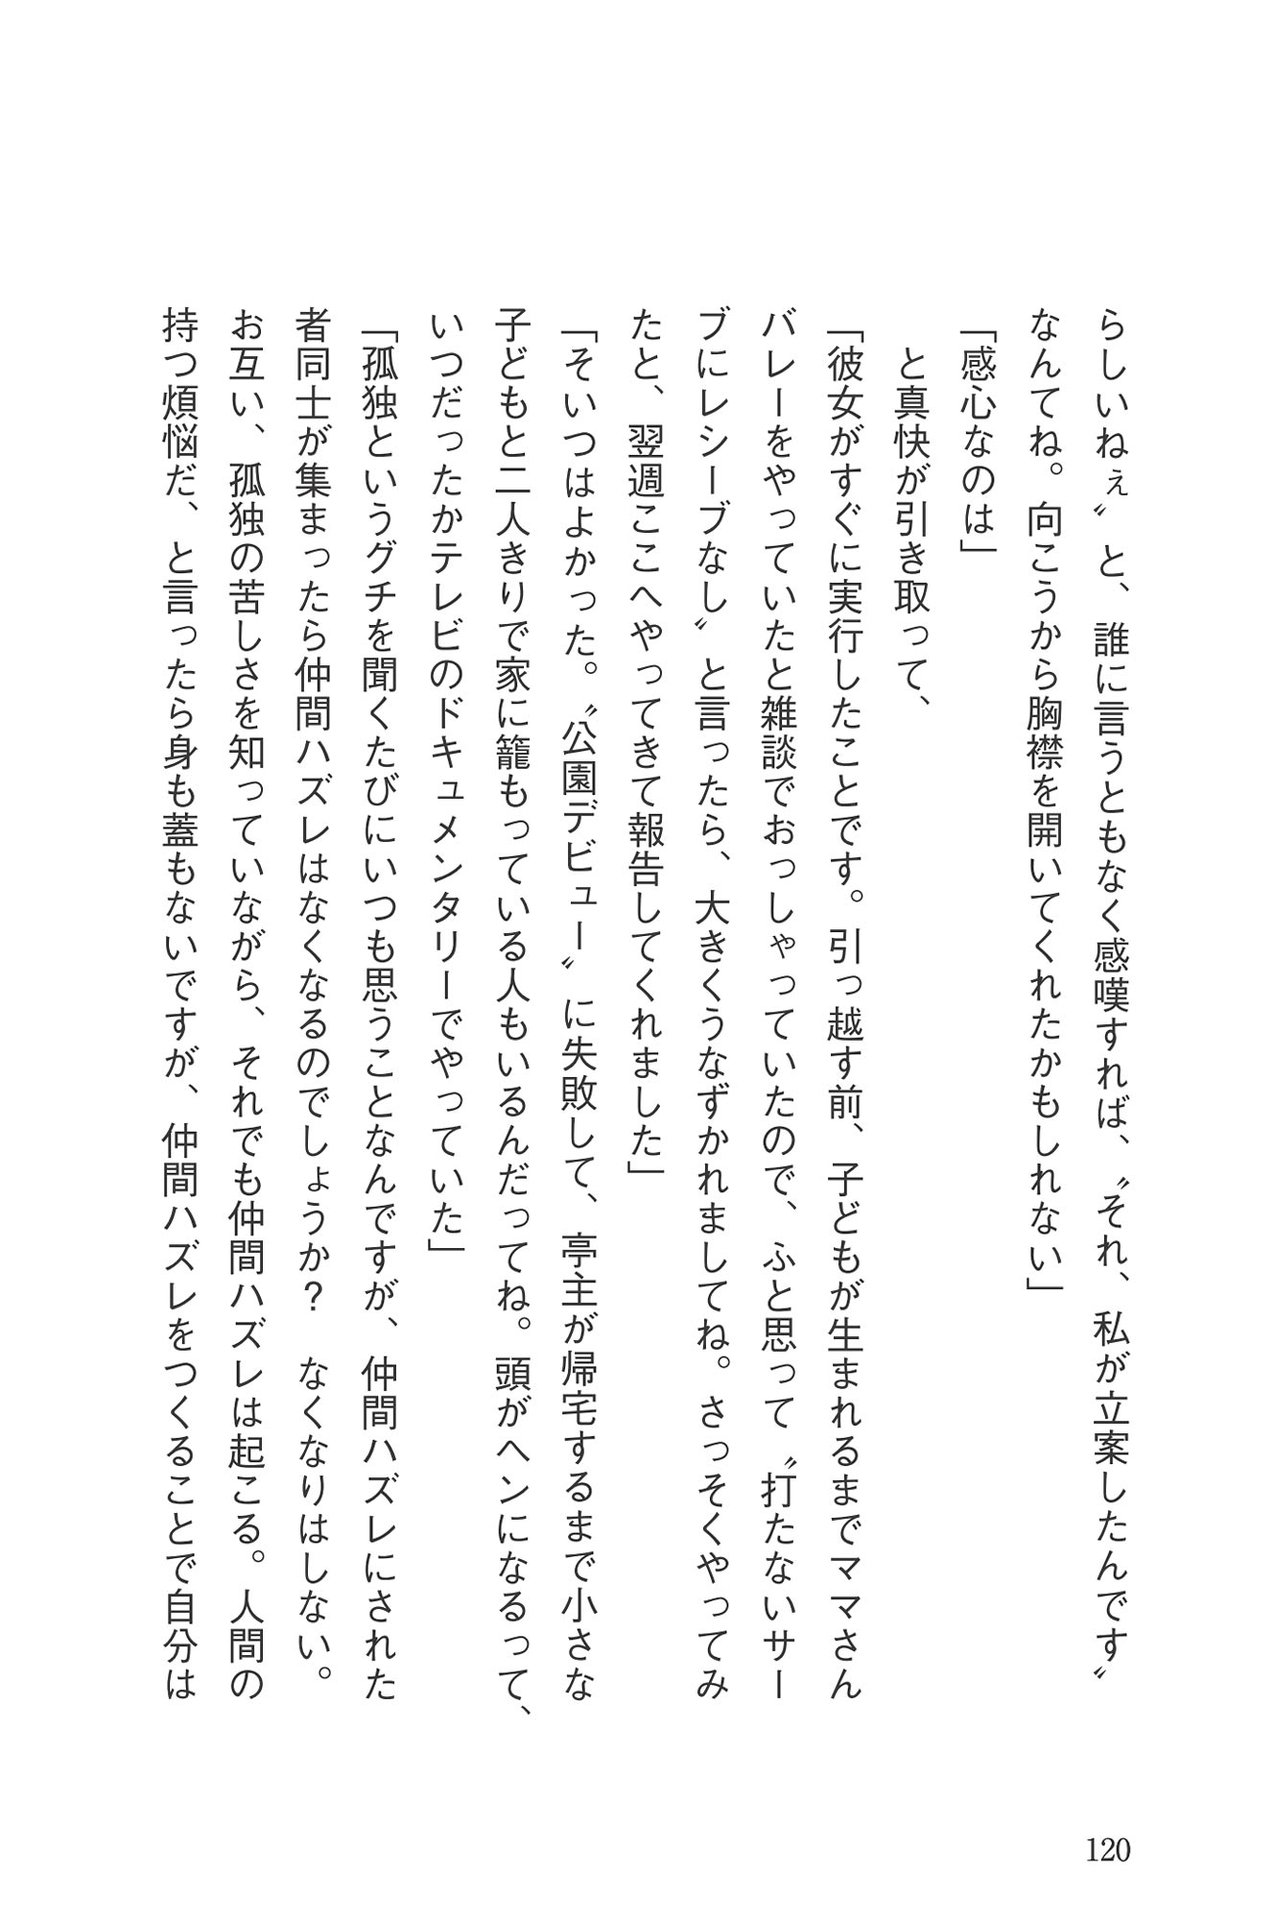 らしいねぇ〟と、誰に言うともなく感嘆すれば、〝それ、私が立案したんです〟
なんてね。向こうから胸襟を開いてくれたかもしれない」
「感心なのは」
　と真快が引き取って、
「彼女がすぐに実行したことです。引っ越す前、子どもが生まれるまでママさん
バレーをやっていたと雑談でおっしゃっていたので、ふと思って〝打たないサー
ブにレシーブなし〟と言ったら、大きくうなずかれましてね。さっそくやってみ
たと、翌週ここへやってきて報告してくれました」
「そいつはよかった。〝公園デビュー〟に失敗して、亭主が帰宅するまで小さな
子どもと二人きりで家に籠もっている人もいるんだってね。頭がヘンになるって、
いつだったかテレビのドキュメンタリーでやっていた」
「孤独というグチを聞くたびにいつも思うことなんですが、仲間ハズレにされた
者同士が集まったら仲間ハズレはなくなるのでしょうか？　なくなりはしない。
お互い、孤独の苦しさを知っていながら、それでも仲間ハズレは起こる。人間の
持つ煩悩だ、と言ったら身も蓋もないですが、仲間ハズレをつくることで自分は
120